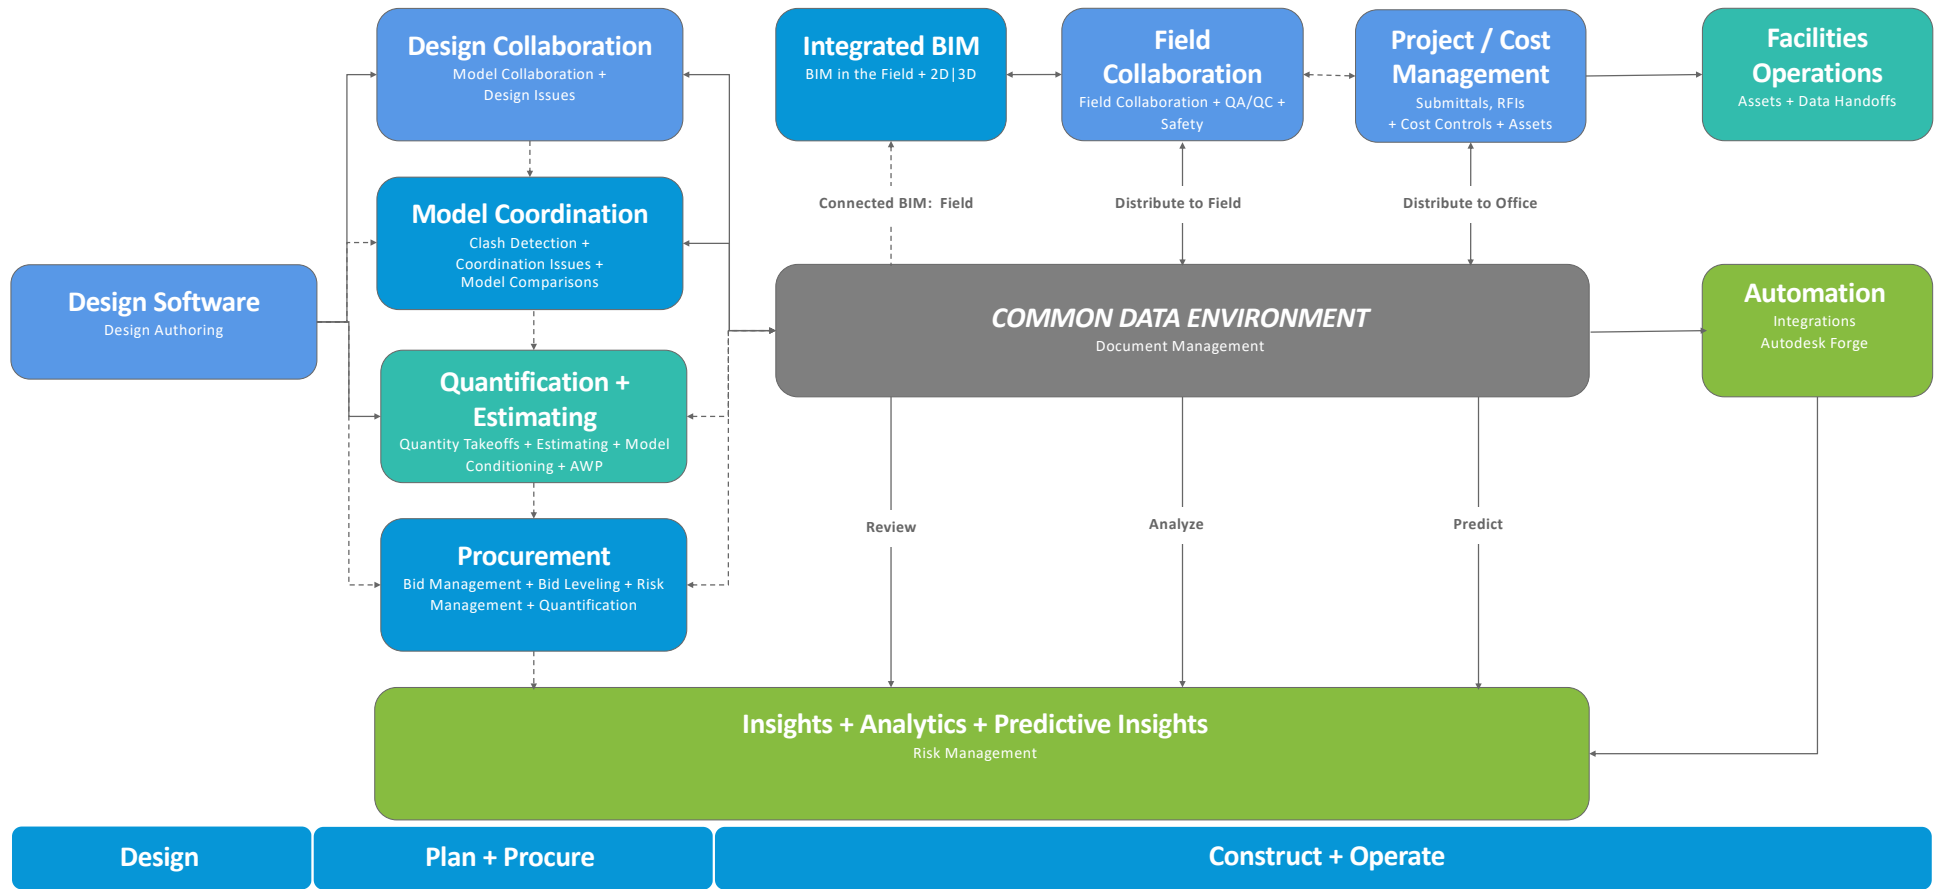 Design Collaboration
Model Collaboration +
Design Issues
Integrated BIM
BIM in the Field + 2D|3D
Field
Collaboration
Field Collaboration + QA/QC +
Safety
Project / Cost
Management
Submittals, RFIs
+ Cost Controls + Assets
Facilities
Operations
Assets + Data Handoffs
Model Coordination
Clash Detection +
Coordination Issues +
Model Comparisons
Connected BIM: Field
Distribute to Field
Distribute to Office
Design Software
Design Authoring
COMMON DATA ENVIRONMENT
Document Management
Automation
Integrations
Autodesk Forge
Quantification +
Estimating
Quantity Takeoffs + Estimating + Model
Conditioning + AWP
Review
Analyze
Predict
Procurement
Bid Management + Bid Leveling + Risk
Management + Quantification
Insights + Analytics + Predictive Insights
Risk Management
Design
Plan + Procure
Construct + Operate